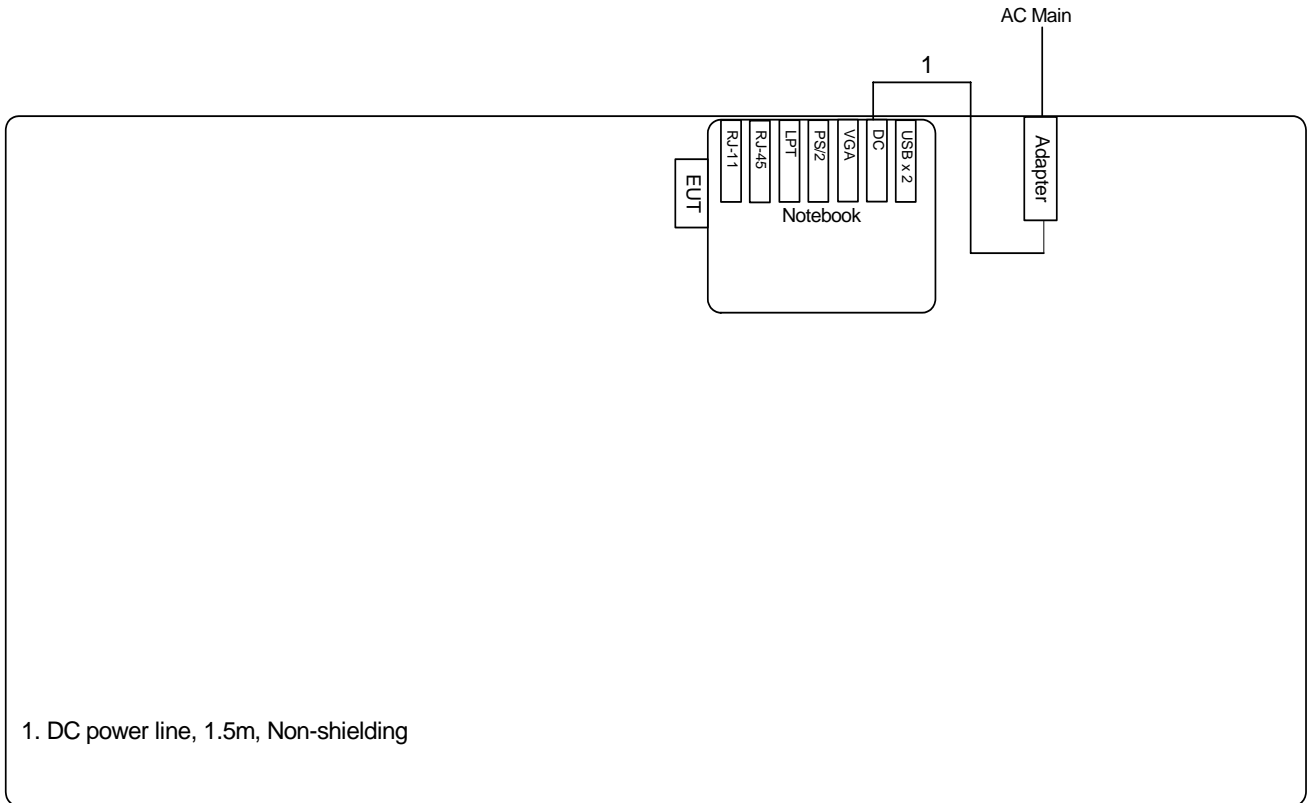 AC Main
1
Adapter
EUT
RJ-11
RJ-45
LPT
PS/2
VGA
DC
USB x 2
Notebook
1. DC power line, 1.5m, Non-shielding